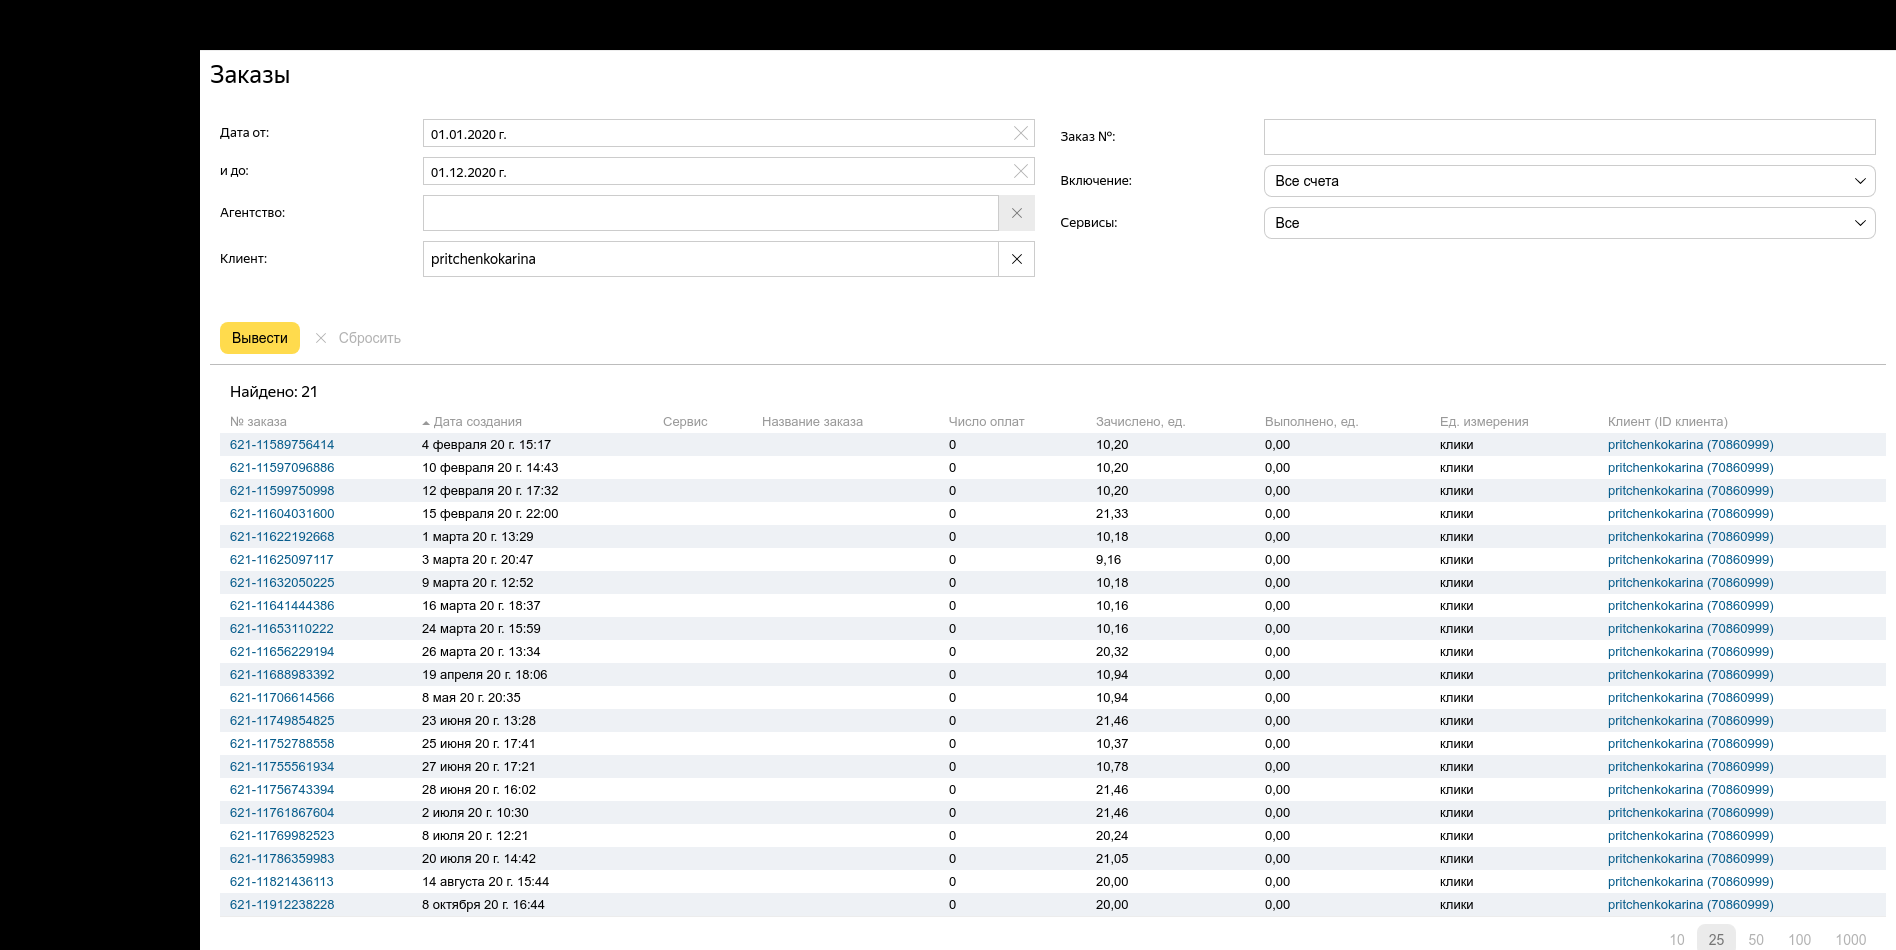 Заказы
Дата от: 01.01.2020 г. Заказ №:
и до: 01.12.2020 г. Включение: Все счета
Агентство: Сервисы: Все
Клиент: pritchenkokarina
Вывести Сбросить
Найдено: 21
№ заказа Дата создания Сервис Название заказа Число оплат Зачислено, ед. Выполнено, ед. Ед. измерения Клиент (ID клиента)
621-11589756414 4 февраля 20 г. 15:17 0 10,20 0,00 клики pritchenkokarina (70860999)
621-11597096886 10 февраля 20 г. 14:43 0 10,20 0,00 клики pritchenkokarina (70860999)
621-11599750998 12 февраля 20 г. 17:32 0 10,20 0,00 клики pritchenkokarina (70860999)
621-11604031600 15 февраля 20 г. 22:00 0 21,33 0,00 клики pritchenkokarina (70860999)
621-11622192668 1 марта 20 г. 13:29 0 10,18 0,00 клики pritchenkokarina (70860999)
621-11625097117 3 марта 20 г. 20:47 0 9,16 0,00 клики pritchenkokarina (70860999)
621-11632050225 9 марта 20 г. 12:52 0 10,18 0,00 клики pritchenkokarina (70860999)
621-11641444386 16 марта 20 г. 18:37 0 10,16 0,00 клики pritchenkokarina (70860999)
621-11653110222 24 марта 20 г. 15:59 0 10,16 0,00 клики pritchenkokarina (70860999)
621-11656229194 26 марта 20 г. 13:34 0 20,32 0,00 клики pritchenkokarina (70860999)
621-11688983392 19 апреля 20 г. 18:06 0 10,94 0,00 клики pritchenkokarina (70860999)
621-11706614566 8 мая 20 г. 20:35 0 10,94 0,00 клики pritchenkokarina (70860999)
621-11749854825 23 июня 20 г. 13:28 0 21,46 0,00 клики pritchenkokarina (70860999)
621-11752788558 25 июня 20 г. 17:41 0 10,37 0,00 клики pritchenkokarina (70860999)
621-11755561934 27 июня 20 г. 17:21 0 10,78 0,00 клики pritchenkokarina (70860999)
621-11756743394 28 июня 20 г. 16:02 0 21,46 0,00 клики pritchenkokarina (70860999)
621-11761867604 2 июля 20 г. 10:30 0 21,46 0,00 клики pritchenkokarina (70860999)
621-11769982523 8 июля 20 г. 12:21 0 20,24 0,00 клики pritchenkokarina (70860999)
621-11786359983 20 июля 20 г. 14:42 0 21,05 0,00 клики pritchenkokarina (70860999)
621-11821436113 14 августа 20 г. 15:44 0 20,00 0,00 клики pritchenkokarina (70860999)
621-11912238228 8 октября 20 г. 16:44 0 20,00 0,00 клики pritchenkokarina (70860999)
10 25 50 100 1000